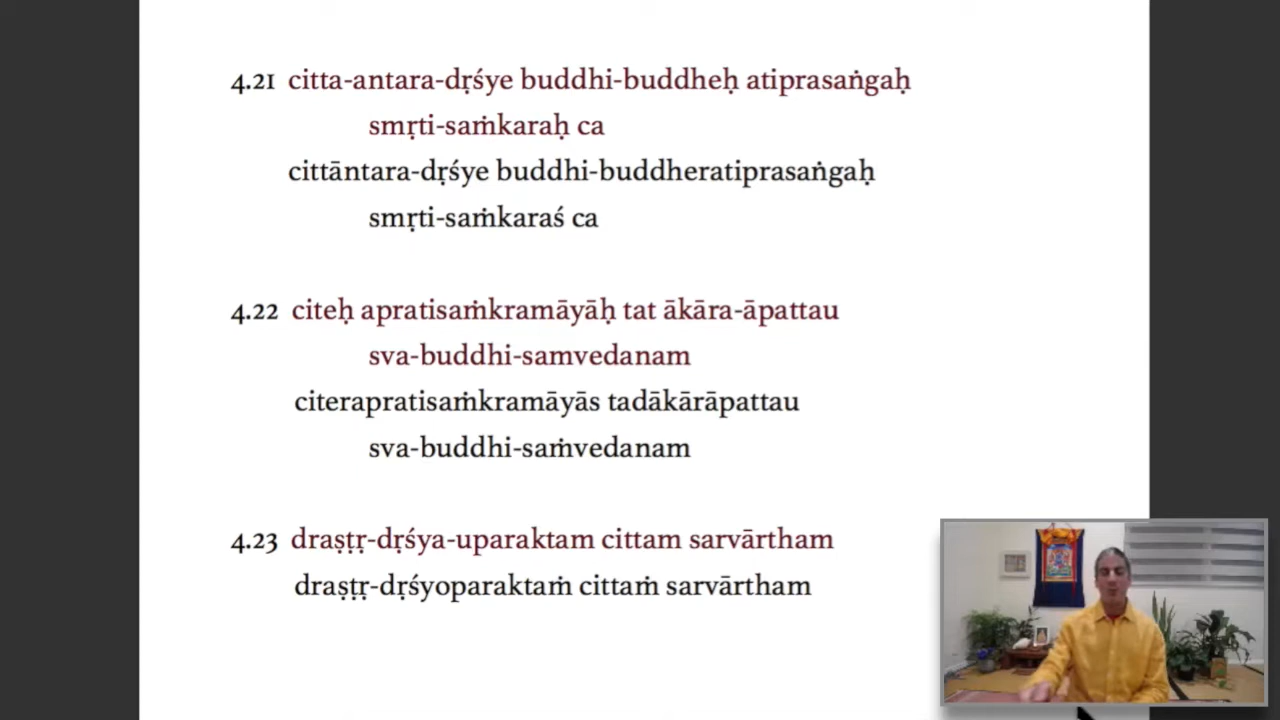 4.21 citta-antara-dṛśye buddhi-buddheḥ atiprasaṅgaḥ
smṛti-saṁkaraḥ ca
cittāntara-dṛśye buddhi-buddheratiprasaṅgaḥ
smṛti-saṁkaraś ca
4.22 citeḥ apratisaṁkramāyāḥ tat ākāra-āpattau
sva-buddhi-samvedanam
citerapratisaṁkramāyās tadākārāpattau
sva-buddhi-saṁvedanam
4.23 draṣṭṛ-dṛśya-uparaktam cittam sarvārtham
draṣṭṛ-dṛśyoparaktaṁ cittaṁ sarvārtham